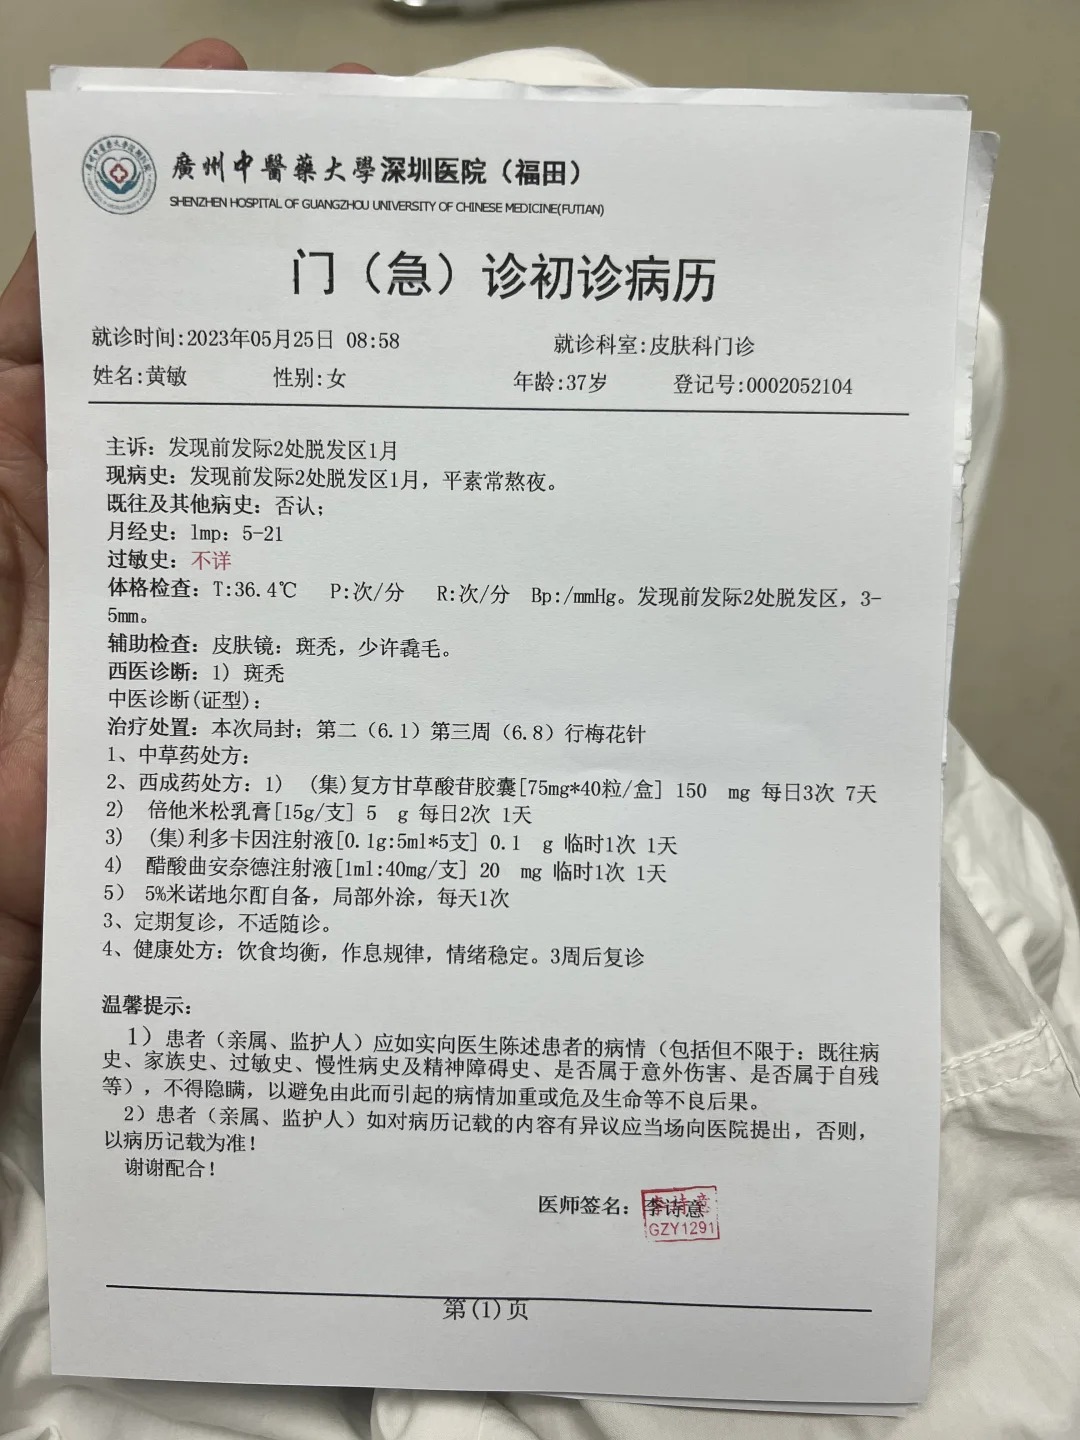 廣州中醫藥大學深圳医院（福田）
SHENZHEN HOSPITAL OF GUANGZHOU UNIVERSITY OF CHINESE MEDICINE(FUTIAN)
门（急）诊初诊病历
就诊时间:2023年05月25日 08:58 就诊科室:皮肤科门诊
姓名:黄敏 性别:女 年龄:37岁 登记号:0002052104
主诉：发现前发际2处脱发区1月
现病史：发现前发际2处脱发区1月，平素常熬夜。
既往及其他病史：否认；
月经史：lmp：5-21
过敏史：不详
体格检查：T:36.4℃ P:次/分 R:次/分 Bp:/mmHg。发现前发际2处脱发区，3-
5mm。
辅助检查：皮肤镜：斑秃，少许毳毛。
西医诊断：1) 斑秃
中医诊断(证型)：
治疗处置：本次局封；第二（6.1）第三周（6.8）行梅花针
1、中草药处方：
2、西成药处方：1) (集)复方甘草酸苷胶囊[75mg*40粒/盒] 150 mg 每日3次 7天
2) 倍他米松乳膏[15g/支] 5 g 每日2次 1天
3) (集)利多卡因注射液[0.1g:5ml*5支] 0.1 g 临时1次 1天
4) 醋酸曲安奈德注射液[1ml:40mg/支] 20 mg 临时1次 1天
5) 5%米诺地尔酊自备，局部外涂，每天1次
3、定期复诊，不适随诊。
4、健康处方：饮食均衡，作息规律，情绪稳定。3周后复诊
温馨提示：
1）患者（亲属、监护人）应如实向医生陈述患者的病情（包括但不限于：既往病
史、家族史、过敏史、慢性病史及精神障碍史、是否属于意外伤害、是否属于自残
等），不得隐瞒，以避免由此而引起的病情加重或危及生命等不良后果。
2）患者（亲属、监护人）如对病历记载的内容有异议应当场向医院提出，否则，
以病历记载为准！
谢谢配合！
医师签名：李诗意
GZY1291
第(1)页